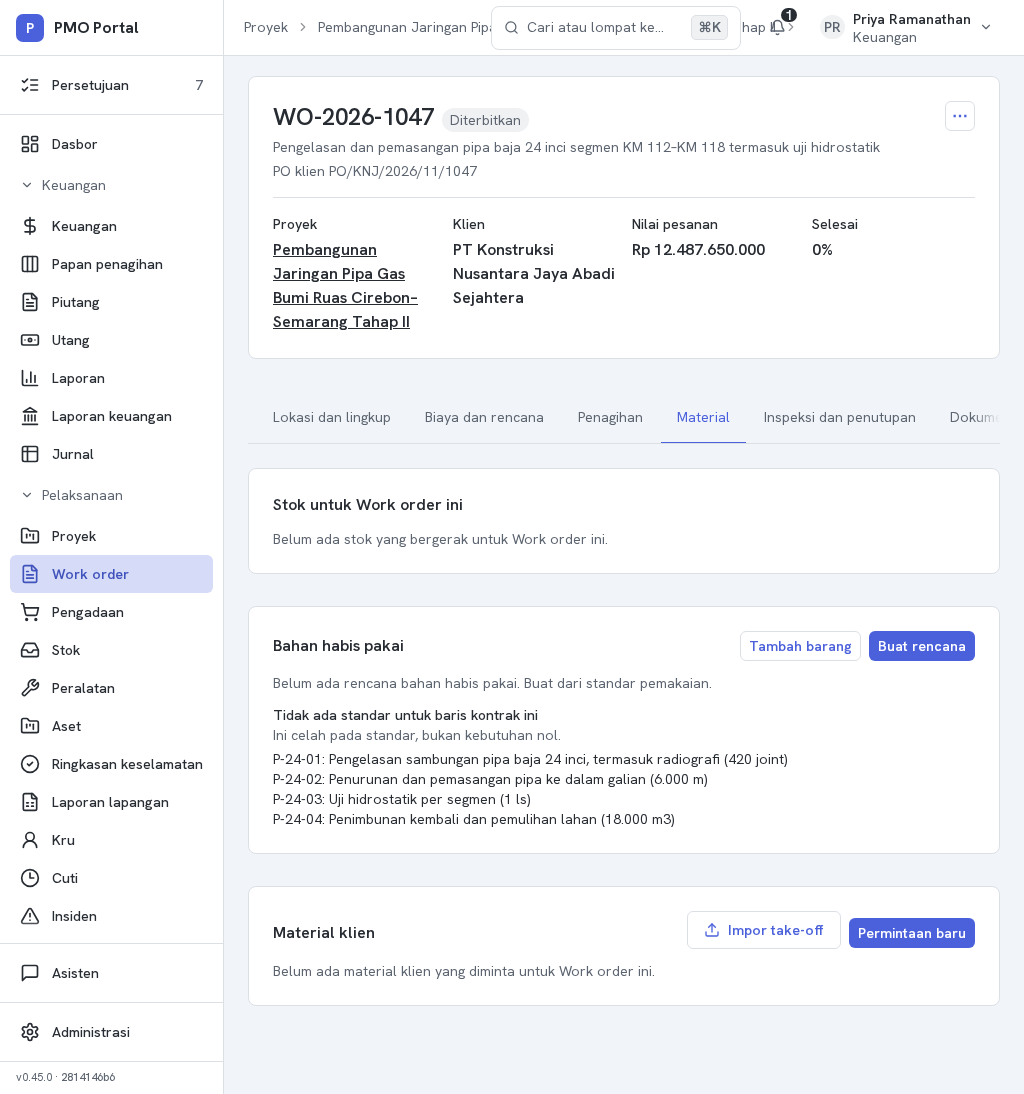 P
PMO Portal
Persetujuan
7
Dasbor
Keuangan
Keuangan
Papan penagihan
Piutang
Utang
Laporan
Laporan keuangan
Jurnal
Pelaksanaan
Proyek
Work order
Pengadaan
Stok
Peralatan
Aset
Ringkasan keselamatan
Laporan lapangan
Kru
Cuti
Insiden
Asisten
Administrasi
v0.45.0 · 2814146b6
Proyek
Pembangunan Jaringan
Cari atau lompat ke...
⌘K
hap
1
PR
Priya Ramanathan
Keuangan
WO-2026-1047
Diterbitkan
Pengelasan dan pemasangan pipa baja 24 inci segmen KM 112–KM 118 termasuk uji hidrostatik
PO klien PO/KNJ/2026/11/1047
Proyek
Pembangunan
Jaringan Pipa Gas
Bumi Ruas Cirebon–
Semarang Tahap II
Klien
PT Konstruksi
Nusantara Jaya Abadi
Sejahtera
Nilai pesanan
Rp 12.487.650.000
Selesai
0%
Lokasi dan lingkup
Biaya dan rencana
Penagihan
Material
Inspeksi dan penutupan
Dokum
Stok untuk Work order ini
Belum ada stok yang bergerak untuk Work order ini.
Bahan habis pakai
Tambah barang
Buat rencana
Belum ada rencana bahan habis pakai. Buat dari standar pemakaian.
Tidak ada standar untuk baris kontrak ini
Ini celah pada standar, bukan kebutuhan nol.
P-24-01: Pengelasan sambungan pipa baja 24 inci, termasuk radiografi (420 joint)
P-24-02: Penurunan dan pemasangan pipa ke dalam galian (6.000 m)
P-24-03: Uji hidrostatik per segmen (1 ls)
P-24-04: Penimbunan kembali dan pemulihan lahan (18.000 m3)
Material klien
Impor take-off
Permintaan baru
Belum ada material klien yang diminta untuk Work order ini.